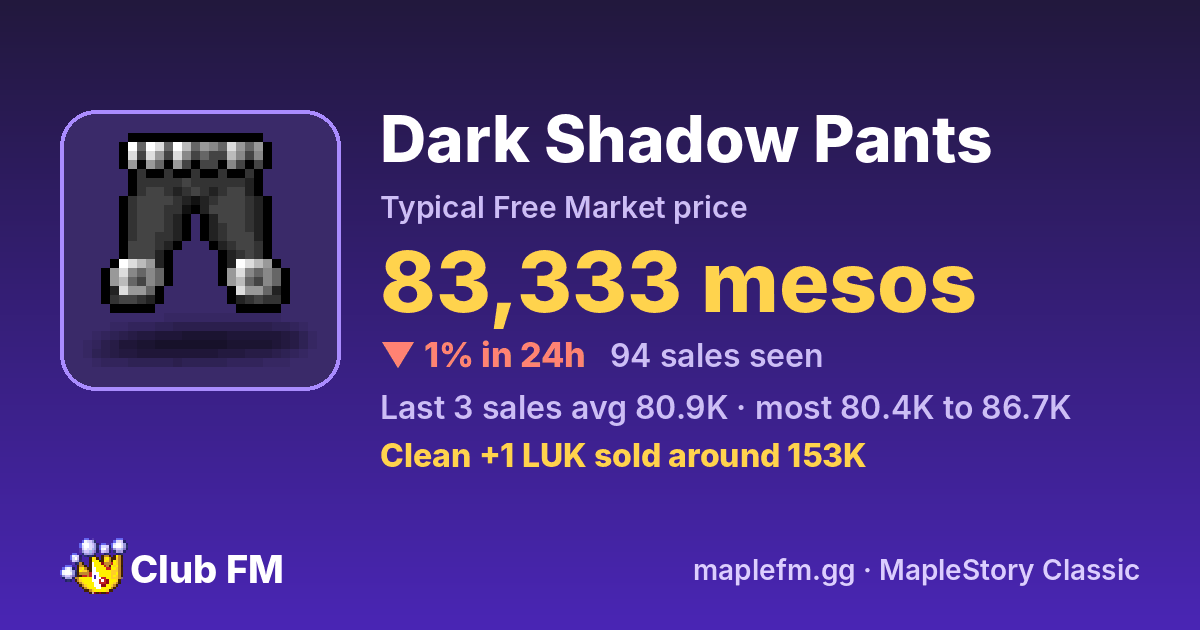 Dark Shadow Pants
Typical Free Market price
83,333 mesos
▼ 1% in 24h 94 sales seen
Last 3 sales avg 80.9K · most 80.4K to 86.7K
Clean +1 LUK sold around 153K
Club FM
maplefm.gg · MapleStory Classic